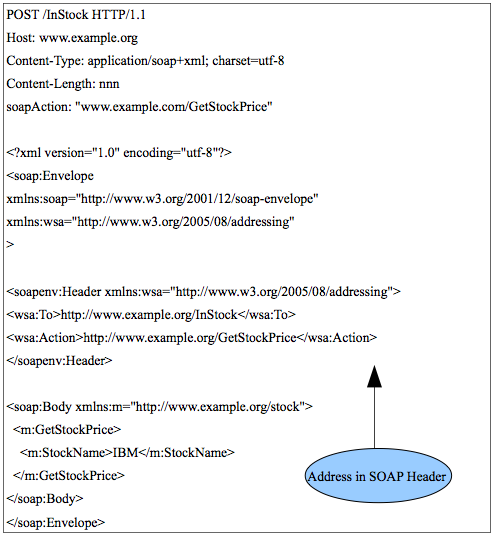 POST /InStock HTTP/1.1
Host: www.example.org
Content-Type: application/soap+xml; charset=utf-8
Content-Length: nnn
soapAction: "www.example.com/GetStockPrice"
<?xml version="1.0" encoding="utf-8"?>
<soap:Envelope
xmlns:soap="http://www.w3.org/2001/12/soap-envelope"
xmlns:wsa="http://www.w3.org/2005/08/addressing"
>
<soapenv:Header xmlns:wsa="http://www.w3.org/2005/08/addressing">
<wsa:To>http://www.example.org/InStock</wsa:To>
<wsa:Action>http://www.example.org/GetStockPrice</wsa:Action>
</soapenv:Header>
<soap:Body xmlns:m="http://www.example.org/stock">
<m:GetStockPrice>
<m:StockName>IBM</m:StockName>
</m:GetStockPrice>
</soap:Body>
</soap:Envelope>
Address in SOAP Header